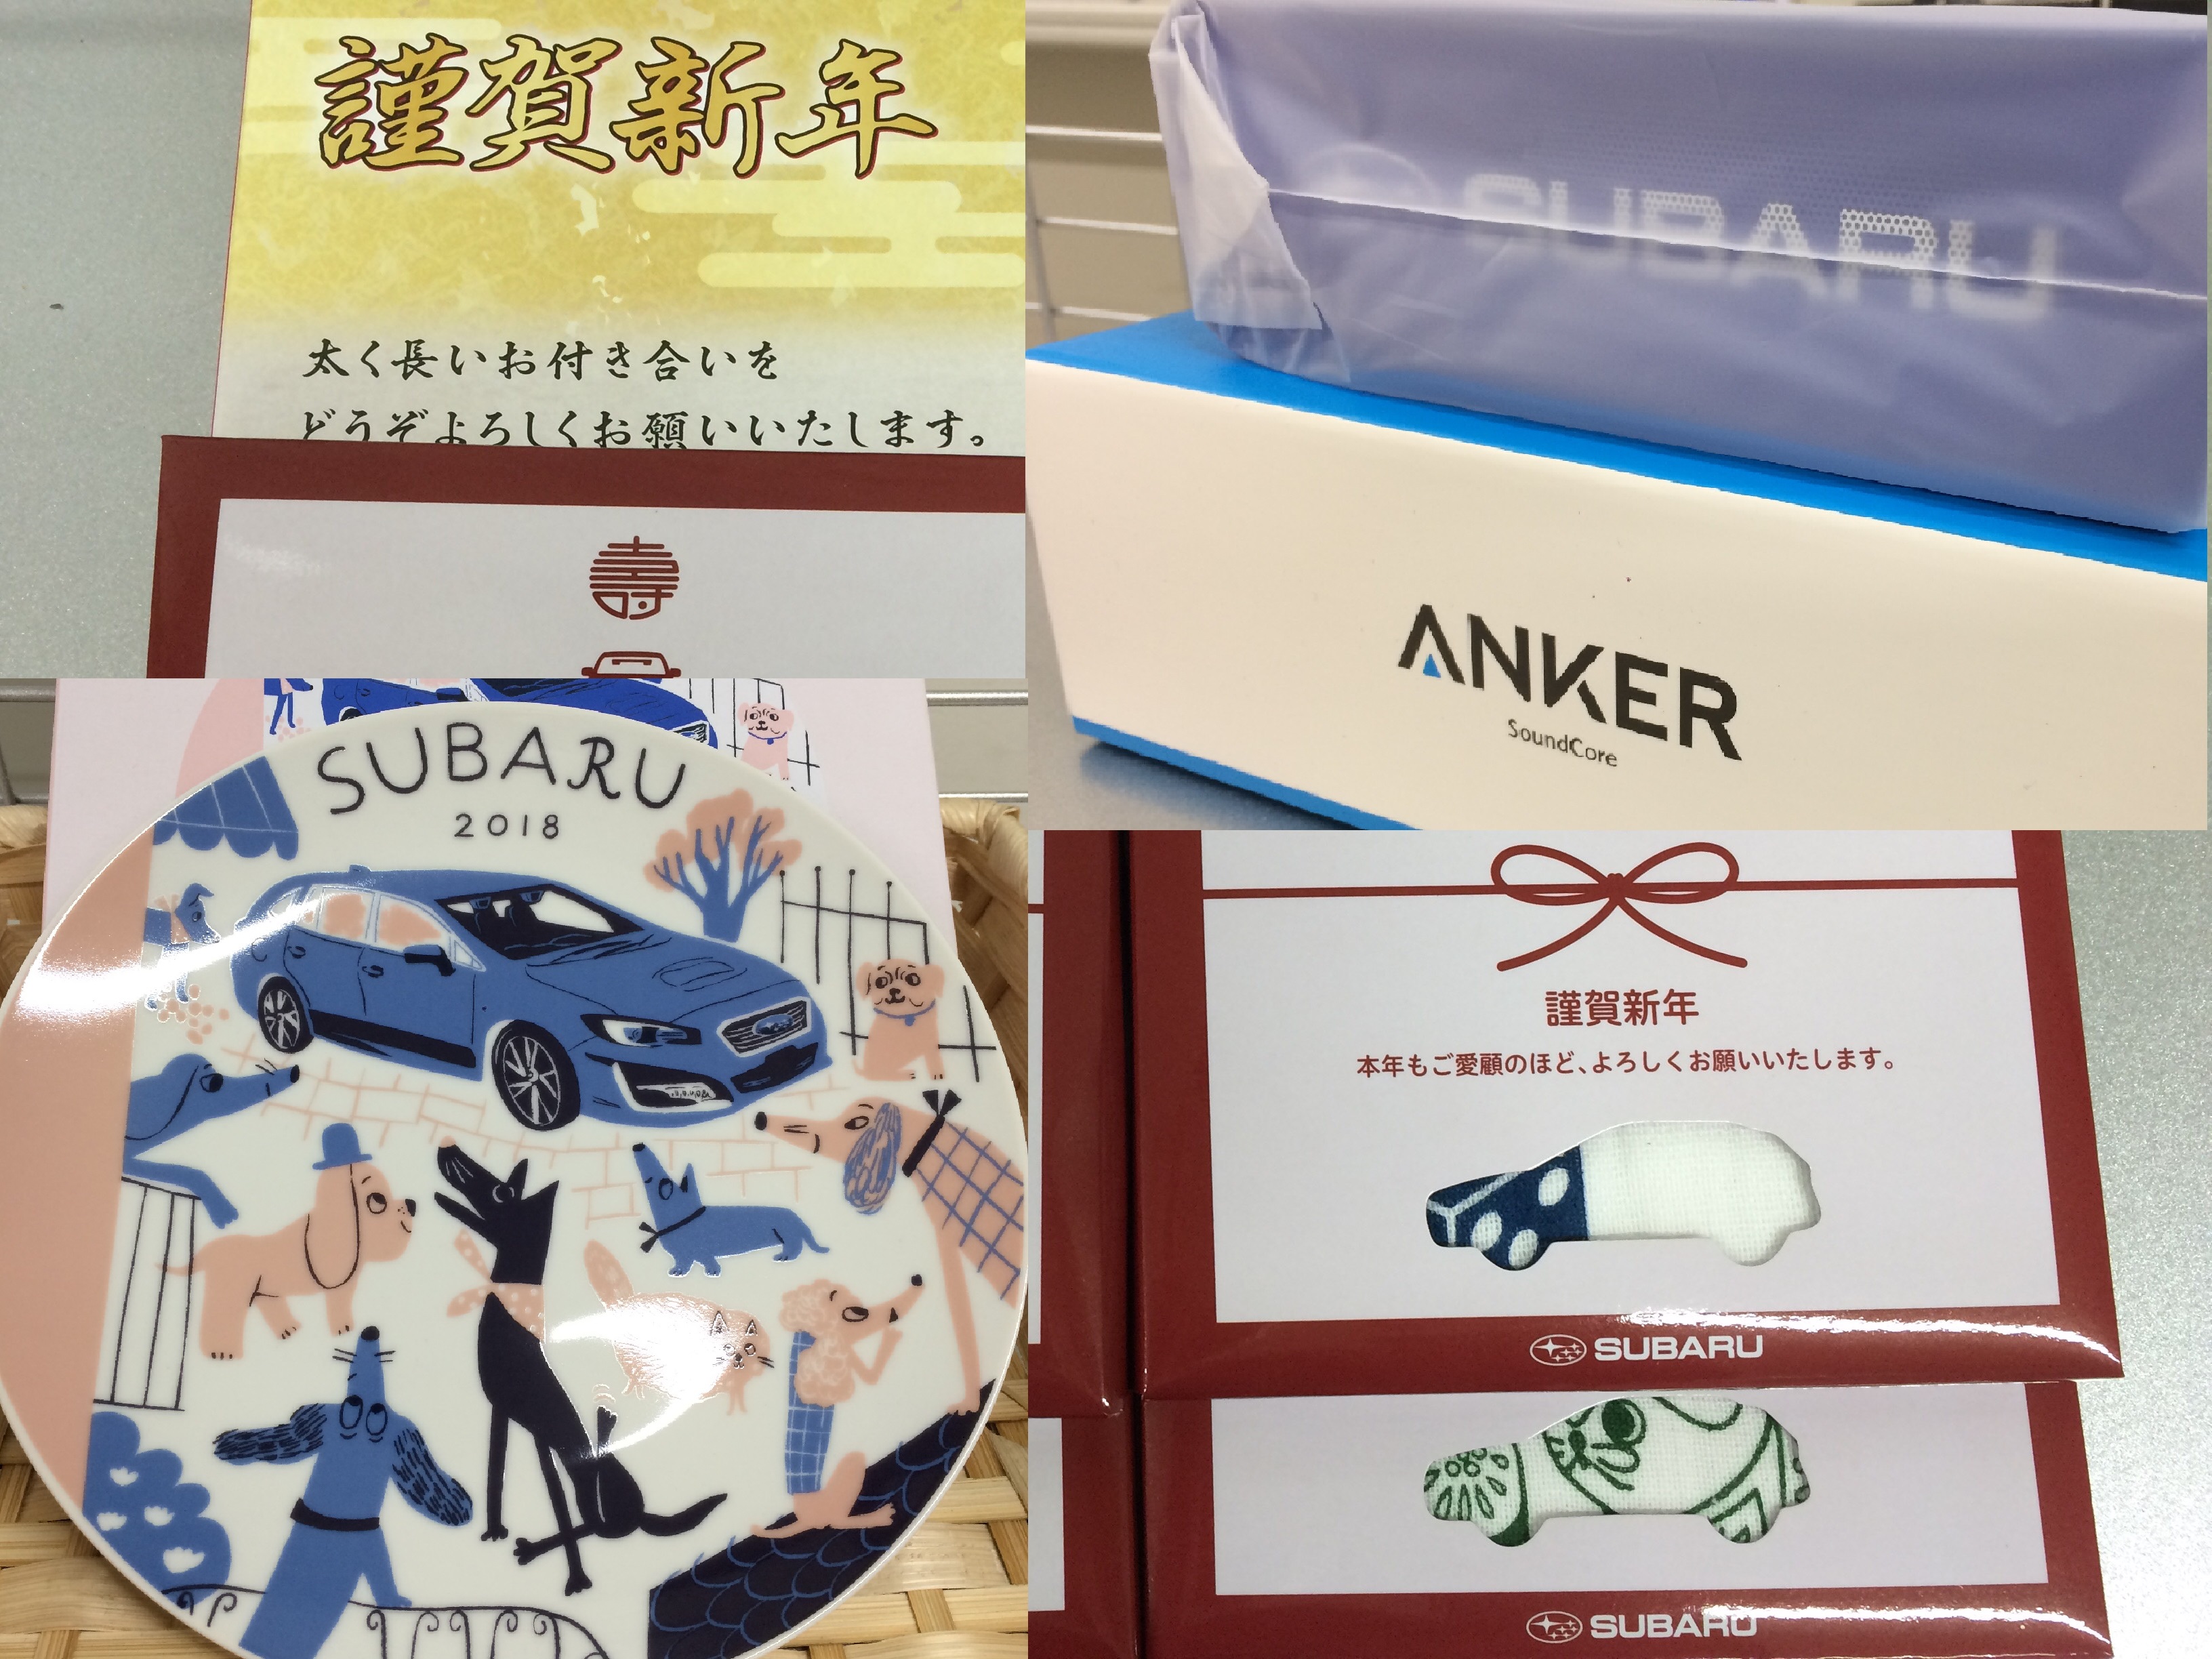 謹賀新年
太く長いお付き合いを
どうぞよろしくお願いいたします。
壽
SUBARU
ANKER
SoundCore
SUBARU
2018
謹賀新年
本年もご愛顧のほど、よろしくお願いいたします。
SUBARU
SUBARU